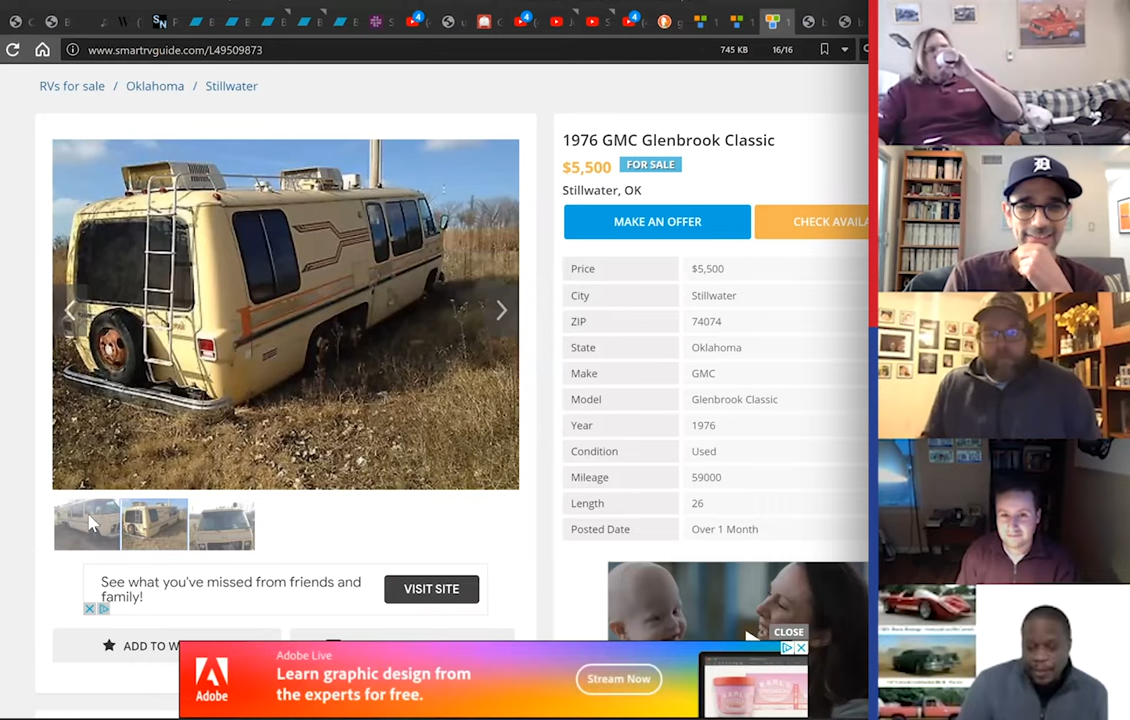 www.smartrvguide.com/L49509873
745 KB
16/16
RVs for sale / Oklahoma / Stillwater
1976 GMC Glenbrook Classic
$5,500 FOR SALE
Stillwater, OK
MAKE AN OFFER
CHECK AVAILA
Price $5,500
City Stillwater
ZIP 74074
State Oklahoma
Make GMC
Model Glenbrook Classic
Year 1976
Condition Used
Mileage 59000
Length 26
Posted Date Over 1 Month
See what you've missed from friends and
family!
VISIT SITE
ADD TO W
CLOSE
Adobe
Adobe Live
Learn graphic design from
the experts for free.
Stream Now